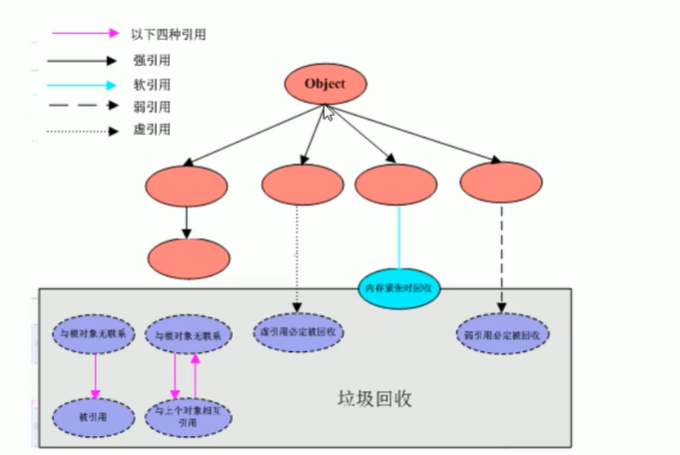 以下四种引用
强引用
软引用
弱引用
虚引用
Object
内存紧张时回收
与根对象无联系
与根对象无联系
虚引用必定被回收
弱引用必定被回收
被引用
与上个对象相互
引用
垃圾回收